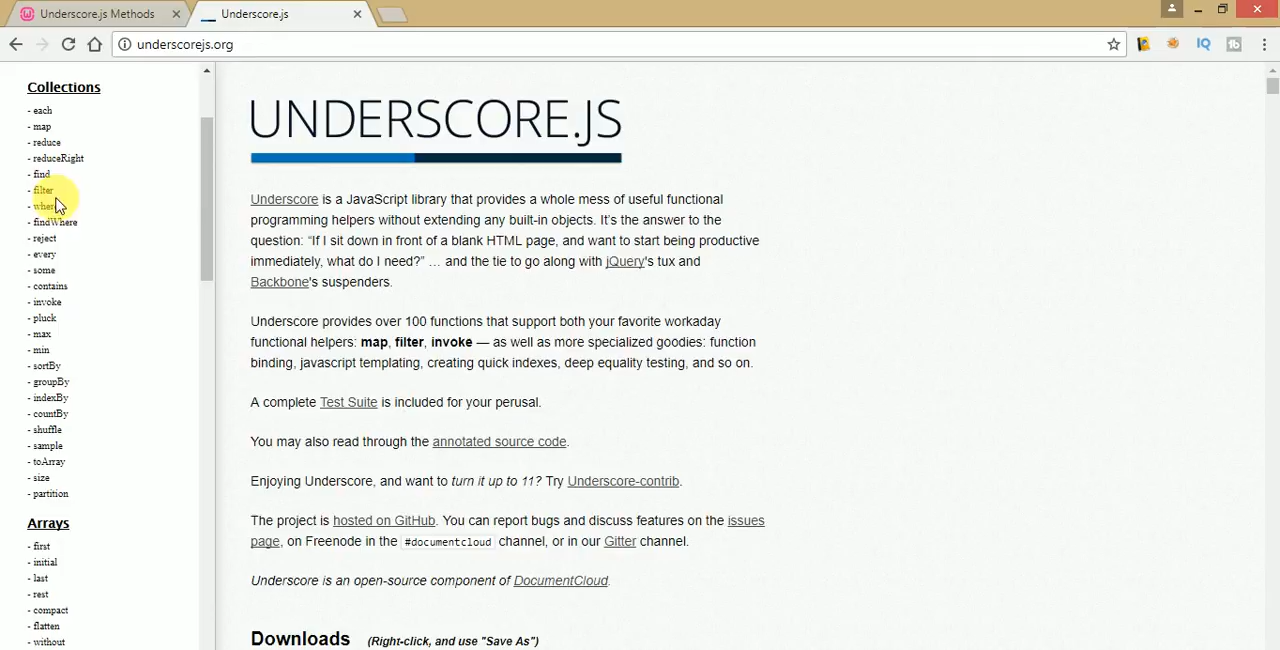 Underscore.js Methods
Underscore.js
underscorejs.org
Collections
- each
- map
- reduce
- reduceRight
- find
- filter
- where
- findWhere
- reject
- every
- some
- contains
- invoke
- pluck
- max
- min
- sortBy
- groupBy
- indexBy
- countBy
- shuffle
- sample
- toArray
- size
- partition
Arrays
- first
- initial
- last
- rest
- compact
- flatten
- without
UNDERSCORE.JS
Underscore is a JavaScript library that provides a whole mess of useful functional
programming helpers without extending any built-in objects. It’s the answer to the
question: “If I sit down in front of a blank HTML page, and want to start being productive
immediately, what do I need?” … and the tie to go along with jQuery's tux and
Backbone's suspenders.
Underscore provides over 100 functions that support both your favorite workaday
functional helpers: map, filter, invoke — as well as more specialized goodies: function
binding, javascript templating, creating quick indexes, deep equality testing, and so on.
A complete Test Suite is included for your perusal.
You may also read through the annotated source code.
Enjoying Underscore, and want to turn it up to 11? Try Underscore-contrib.
The project is hosted on GitHub. You can report bugs and discuss features on the issues
page, on Freenode in the #documentcloud channel, or in our Gitter channel.
Underscore is an open-source component of DocumentCloud.
Downloads (Right-click, and use "Save As")